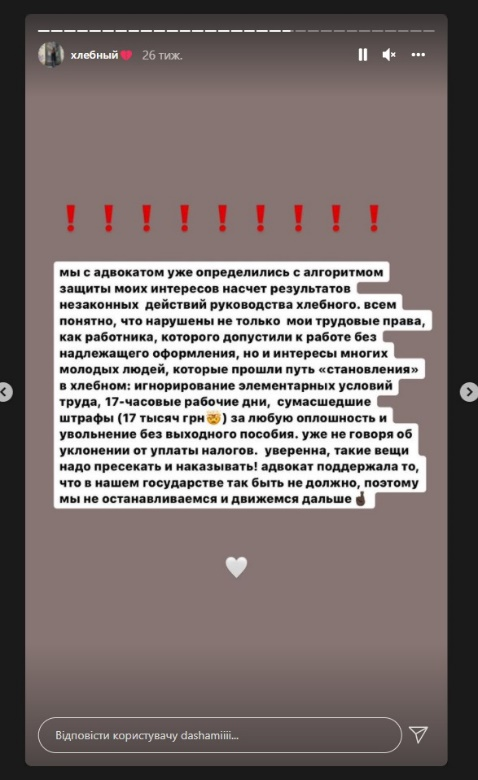 хлебный❤️ 26 тиж.
❗❗❗❗❗❗❗❗❗
мы с адвокатом уже определились с алгоритмом
защиты моих интересов насчет результатов
незаконных действий руководства хлебного. всем
понятно, что нарушены не только мои трудовые права,
как работника, которого допустили к работе без
надлежащего оформления, но и интересы многих
молодых людей, которые прошли путь «становления»
в хлебном: игнорирование элементарных условий
труда, 17-часовые рабочие дни, сумасшедшие
штрафы (17 тысяч грн🤯) за любую оплошность и
увольнение без выходного пособия. уже не говоря об
уклонении от уплаты налогов. уверенна, такие вещи
надо пресекать и наказывать! адвокат поддержала то,
что в нашем государстве так быть не должно, поэтому
мы не останавливаемся и движемся дальше☝🏿
🤍
Відповісти користувачу dashamiiii...